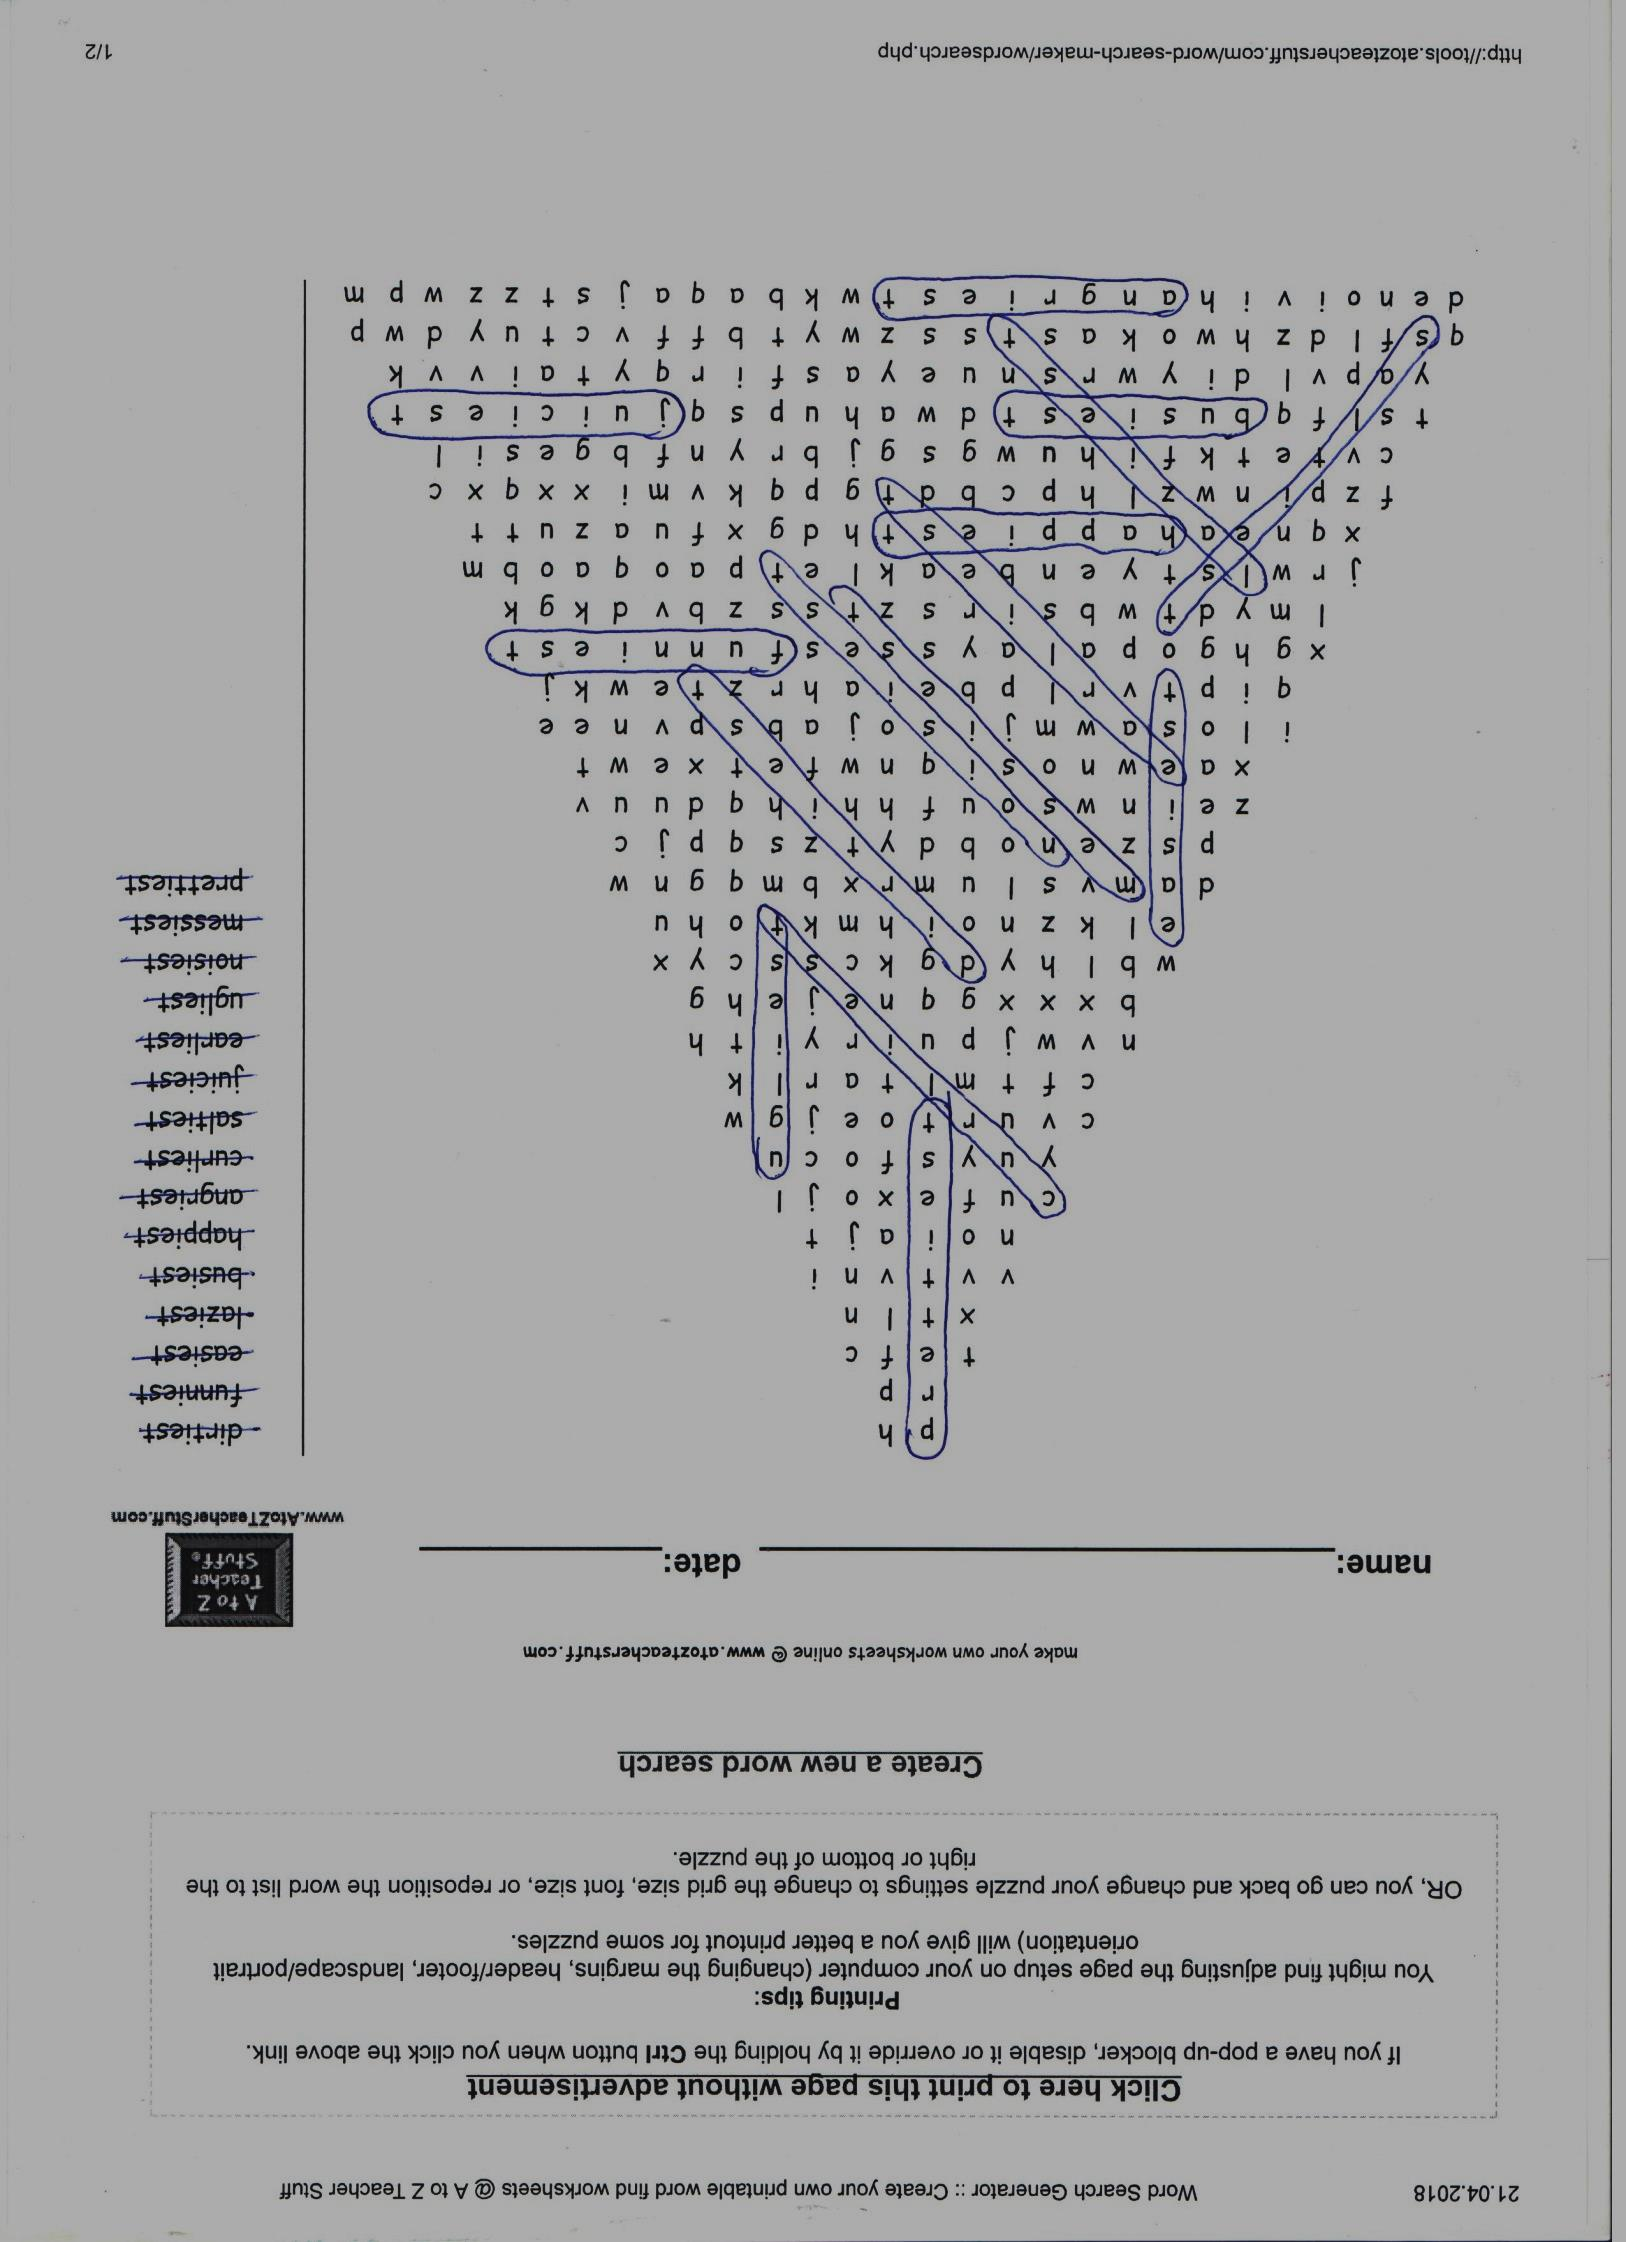 21.04.2018 Word Search Generator :: Create your own printable word find worksheets @ A to Z Teacher Stuff
Click here to print this page without advertisement
If you have a pop-up blocker, disable it or override it by holding the Ctrl button when you click the above link.
Printing tips:
You might find adjusting the page setup on your computer (changing the margins, header/footer, landscape/portrait
orientation) will give you a better printout for some puzzles.
OR, you can go back and change your puzzle settings to change the grid size, font size, or reposition the word list to the
right or bottom of the puzzle.
Create a new word search
make your own worksheets online @ www.atozteacherstuff.com
A to Z
Teacher
Stuff®
name: date:
www.AtoZTeacherStuff.com
p h
r p
t e f c
x t l n
v v t v n i
n o i a j t
c u f e x o j l
y u y s f o c u
c v u r t o e j g w
c f t m l t a r l k
n v w j p u i r y i t h
b x x x g q n e j e h g
w b l h y d g k c s s c y x
e l k z n o i h m k t o h u
d a m v s l u m r x b m q g n w
p s z e n o b d y t z s q p j c
z e i n w s o u f h h i h q d u u v
x a e w n o s i q n w f e t x e w t
i l o s a w m j i s o j a b s p v n e e
q i p t v r l p b e i a h r z t e w k j
x g h g o p a l a y s s e s f u n n i e s t
l m y d t w b s i r s z t s s z b v d k g k
j r w l s t y e n b e a k l e t p a o q a o b m
x q n e a h a p p i e s t h d g x f u a z u t t
f z p i n w z l h p c b d t g p q k v m i x x q x c
c v t e t k f i h u w g s g j b r y n f b g e s i l
t s l f q b u s i e s t d w a h u p s q j u i c i e s t
y a p v l d i y w r s n u e y a s f i r q y t a i v v k
q s f l d z h w o k a s t s s z w y t b f f v c t u y d w p
d e n o i v i h a n g r i e s t w k b a q a j s t z z w p m
dirtiest
funniest
easiest
laziest
busiest
happiest
angriest
curliest
saltiest
juiciest
earliest
ugliest
noisiest
messiest
prettiest
http://tools.atozteacherstuff.com/word-search-maker/wordsearch.php 1/2